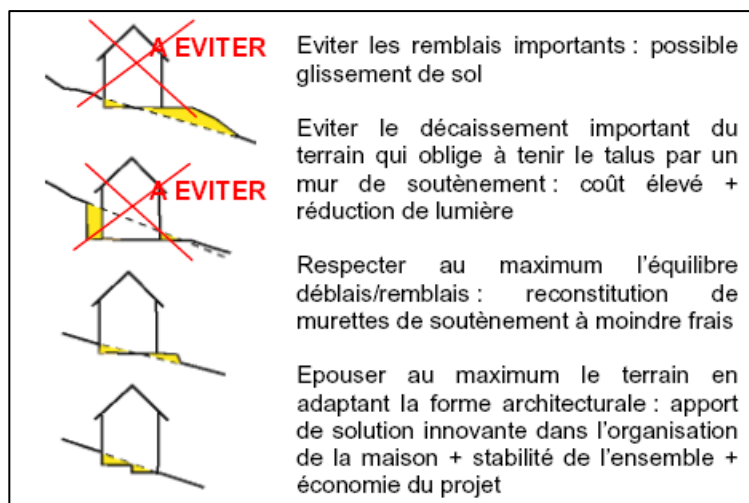 A EVITER
Eviter les remblais importants : possible
glissement de sol
Eviter le décaissement important du
terrain qui oblige à tenir le talus par un
mur de soutènement : coût élevé +
réduction de lumière
A EVITER
Respecter au maximum l'équilibre
déblais/remblais : reconstitution de
murettes de soutènement à moindre frais
Epouser au maximum le terrain en
adaptant la forme architecturale : apport
de solution innovante dans l'organisation
de la maison + stabilité de l'ensemble +
économie du projet